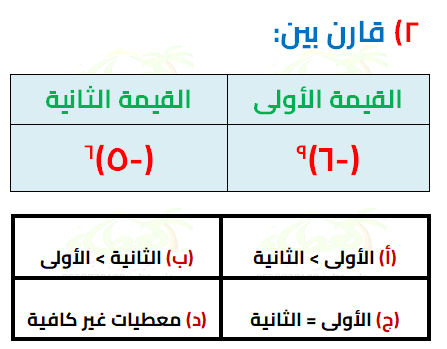 ٢) قارن بين:
القيمة الأولى القيمة الثانية
(-٦)^٩ (-٥)^٦
(أ) الأولى > الثانية (ب) الثانية > الأولى
(ج) الأولى = الثانية (د) معطيات غير كافية